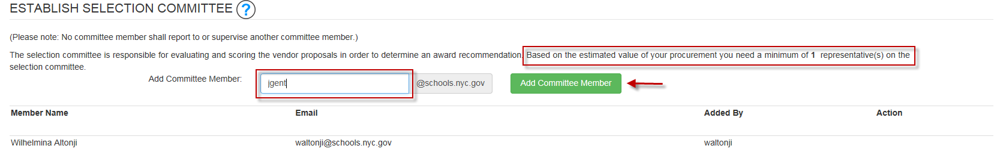 ESTABLISH SELECTION COMMITTEE ?
(Please note: No committee member shall report to or supervise another committee member.)
The selection committee is responsible for evaluating and scoring the vendor proposals in order to determine an award recommendation. Based on the estimated value of your procurement you need a minimum of 1 representative(s) on the
selection committee.
Add Committee Member: jgent @schools.nyc.gov Add Committee Member
Member Name Email Added By Action
Wilhelmina Altonji waltonji@schools.nyc.gov waltonji